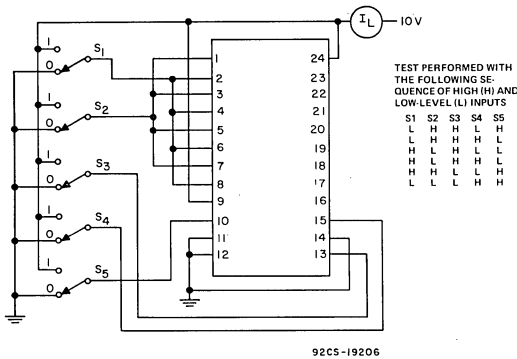 I L 10 V
1
0
S1
1
0
S2
1
0
S3
1
0
S4
1
0
S5
1 24
2 23
3 22
4 21
5 20
6 19
7 18
8 17
9 16
10 15
11 14
12 13
TEST PERFORMED WITH
THE FOLLOWING SE-
QUENCE OF HIGH (H) AND
LOW-LEVEL (L) INPUTS
S1 S2 S3 S4 S5
L H H L H
L H H H L
H L H L L
H L L H H
H H L L H
L L L H H
92CS-19206